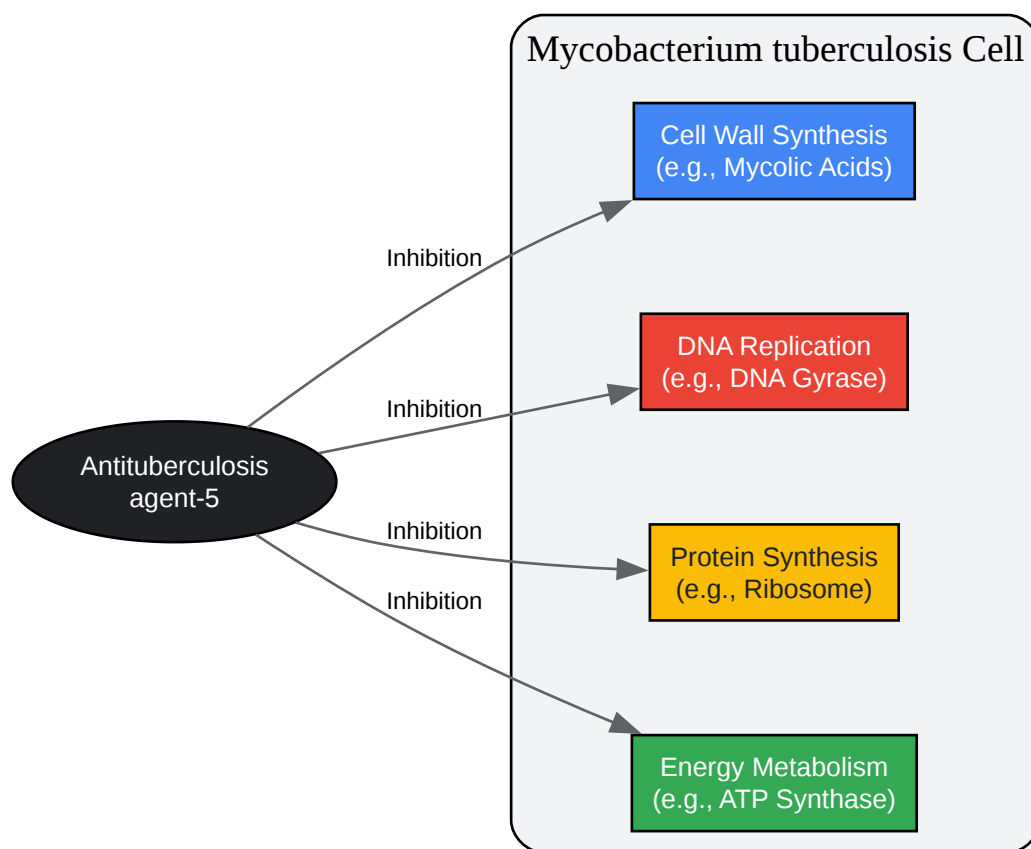 Mycobacterium tuberculosis Cell
Cell Wall Synthesis
(e.g., Mycolic Acids)
Inhibition
DNA Replication
(e.g., DNA Gyrase)
Inhibition
Antituberculosis
agent-5
Inhibition
Protein Synthesis
(e.g., Ribosome)
Inhibition
Energy Metabolism
(e.g., ATP Synthase)